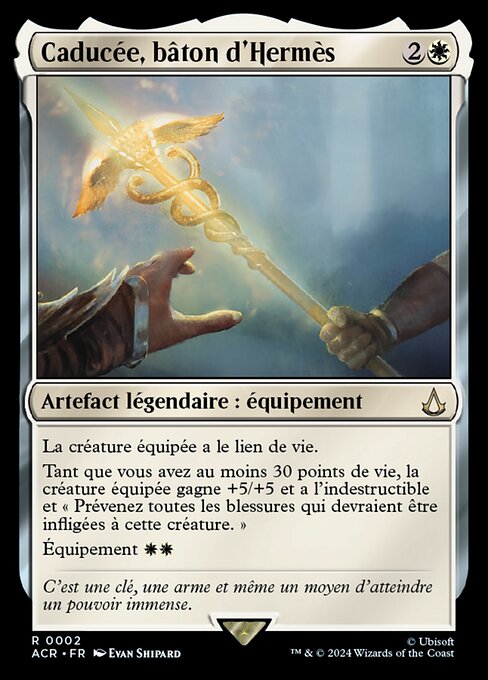 Caducée, bâton d'Hermès 2
Artefact légendaire : équipement
La créature équipée a le lien de vie.
Tant que vous avez au moins 30 points de vie, la
créature équipée gagne +5/+5 et a l'indestructible
et « Prévenez toutes les blessures qui devraient être
infligées à cette créature. »
Équipement
C'est une clé, une arme et même un moyen d'atteindre
un pouvoir immense.
R 0002
ACR • FR Evan Shipard
© Ubisoft
™ & © 2024 Wizards of the Coast